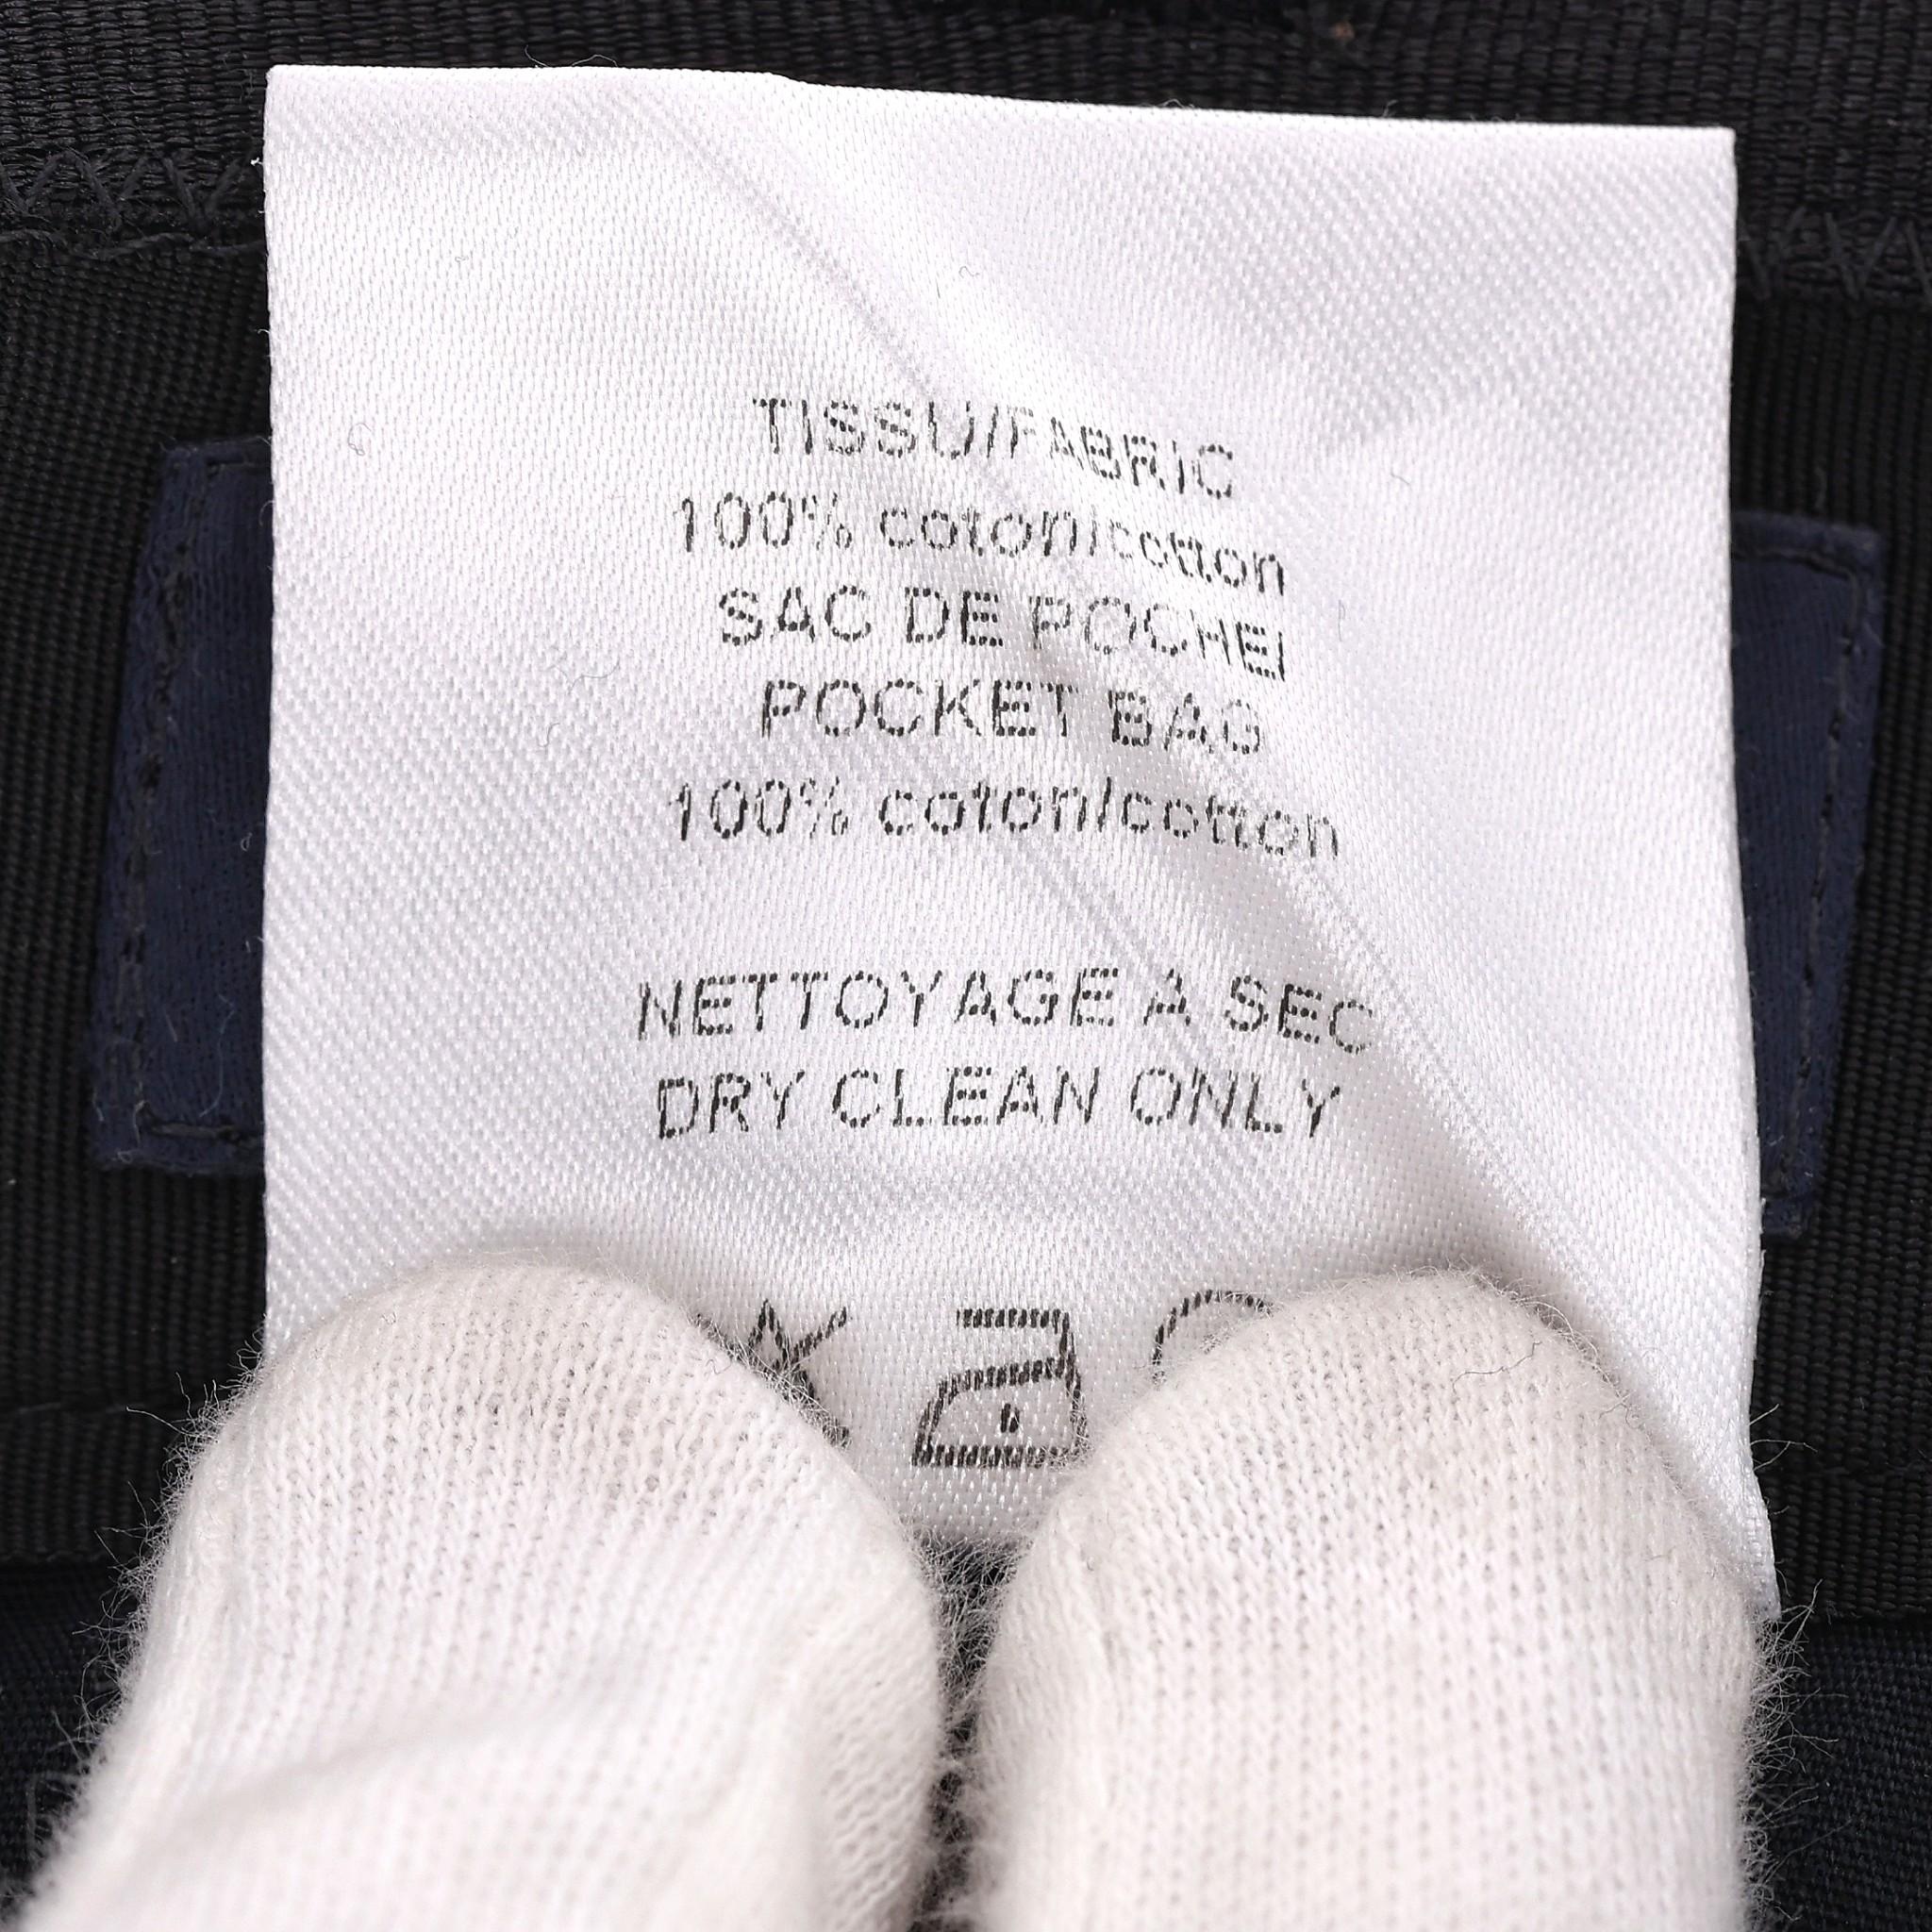 TISSU/FABRIC
100% coton/cotton
SAC DE POCHE/
POCKET BAG
100% coton/cotton
NETTOYAGE A SEC
DRY CLEAN ONLY